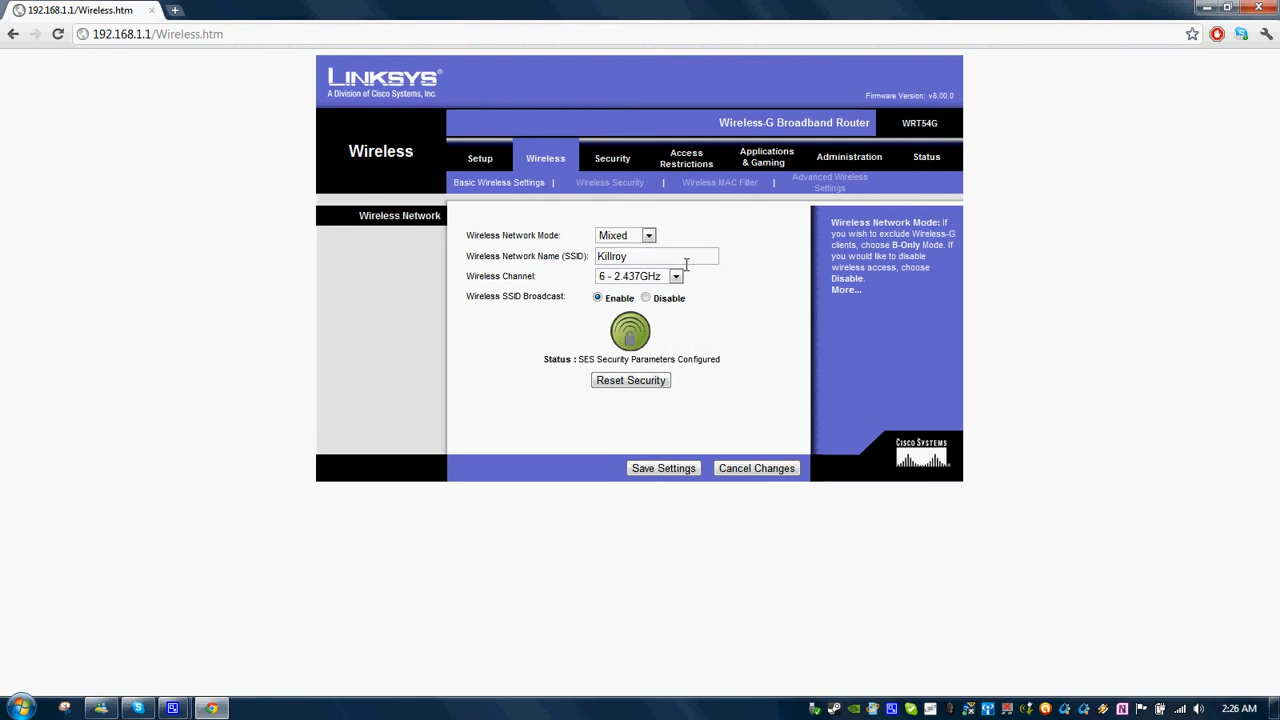 192.168.1.1/Wireless.htm
192.168.1.1/Wireless.htm
LINKSYS®
A Division of Cisco Systems, Inc.
Firmware Version: v8.00.0
Wireless-G Broadband Router WRT54G
Wireless
Setup Wireless Security Access Restrictions Applications & Gaming Administration Status
Basic Wireless Settings | Wireless Security | Wireless MAC Filter | Advanced Wireless Settings
Wireless Network
Wireless Network Mode: Mixed
Wireless Network Name (SSID): Killroy
Wireless Channel: 6 - 2.437GHz
Wireless SSID Broadcast: Enable Disable
Status : SES Security Parameters Configured
Reset Security
Wireless Network Mode: If
you wish to exclude Wireless-G
clients, choose B-Only Mode. If
you would like to disable
wireless access, choose
Disable.
More...
Save Settings Cancel Changes
CISCO SYSTEMS
2:26 AM